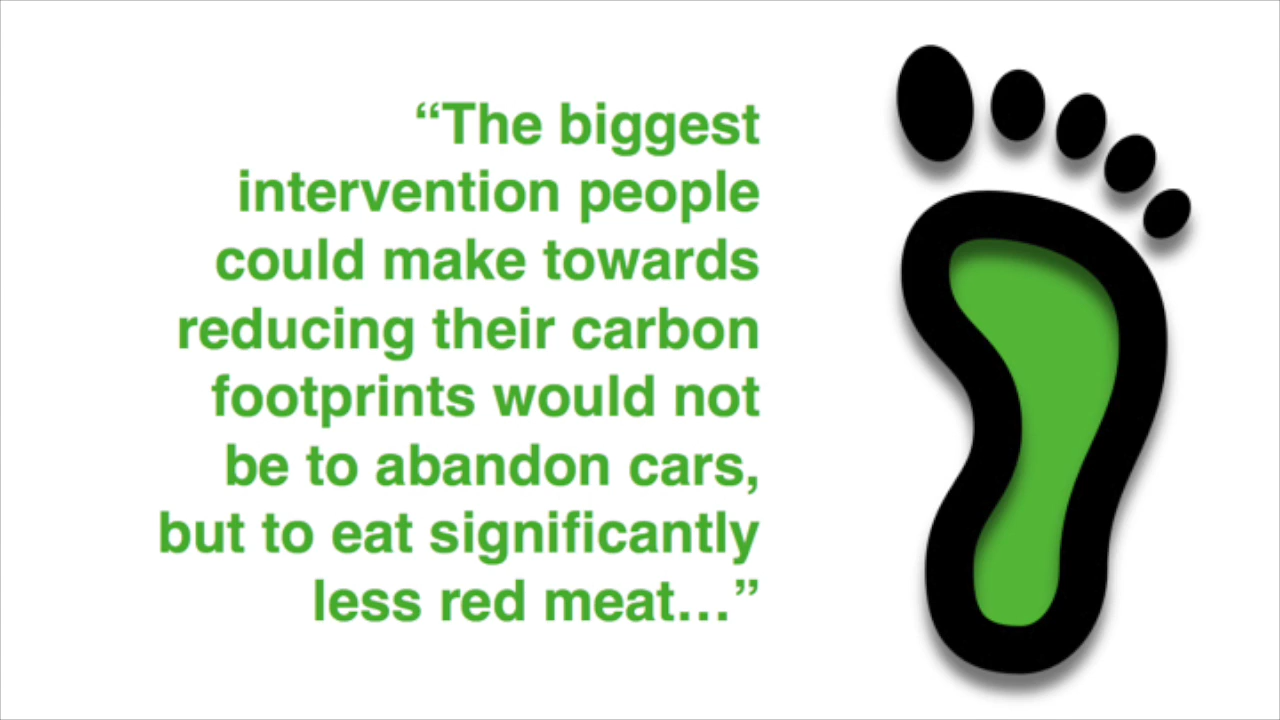 “The biggest
intervention people
could make towards
reducing their carbon
footprints would not
be to abandon cars,
but to eat significantly
less red meat…”